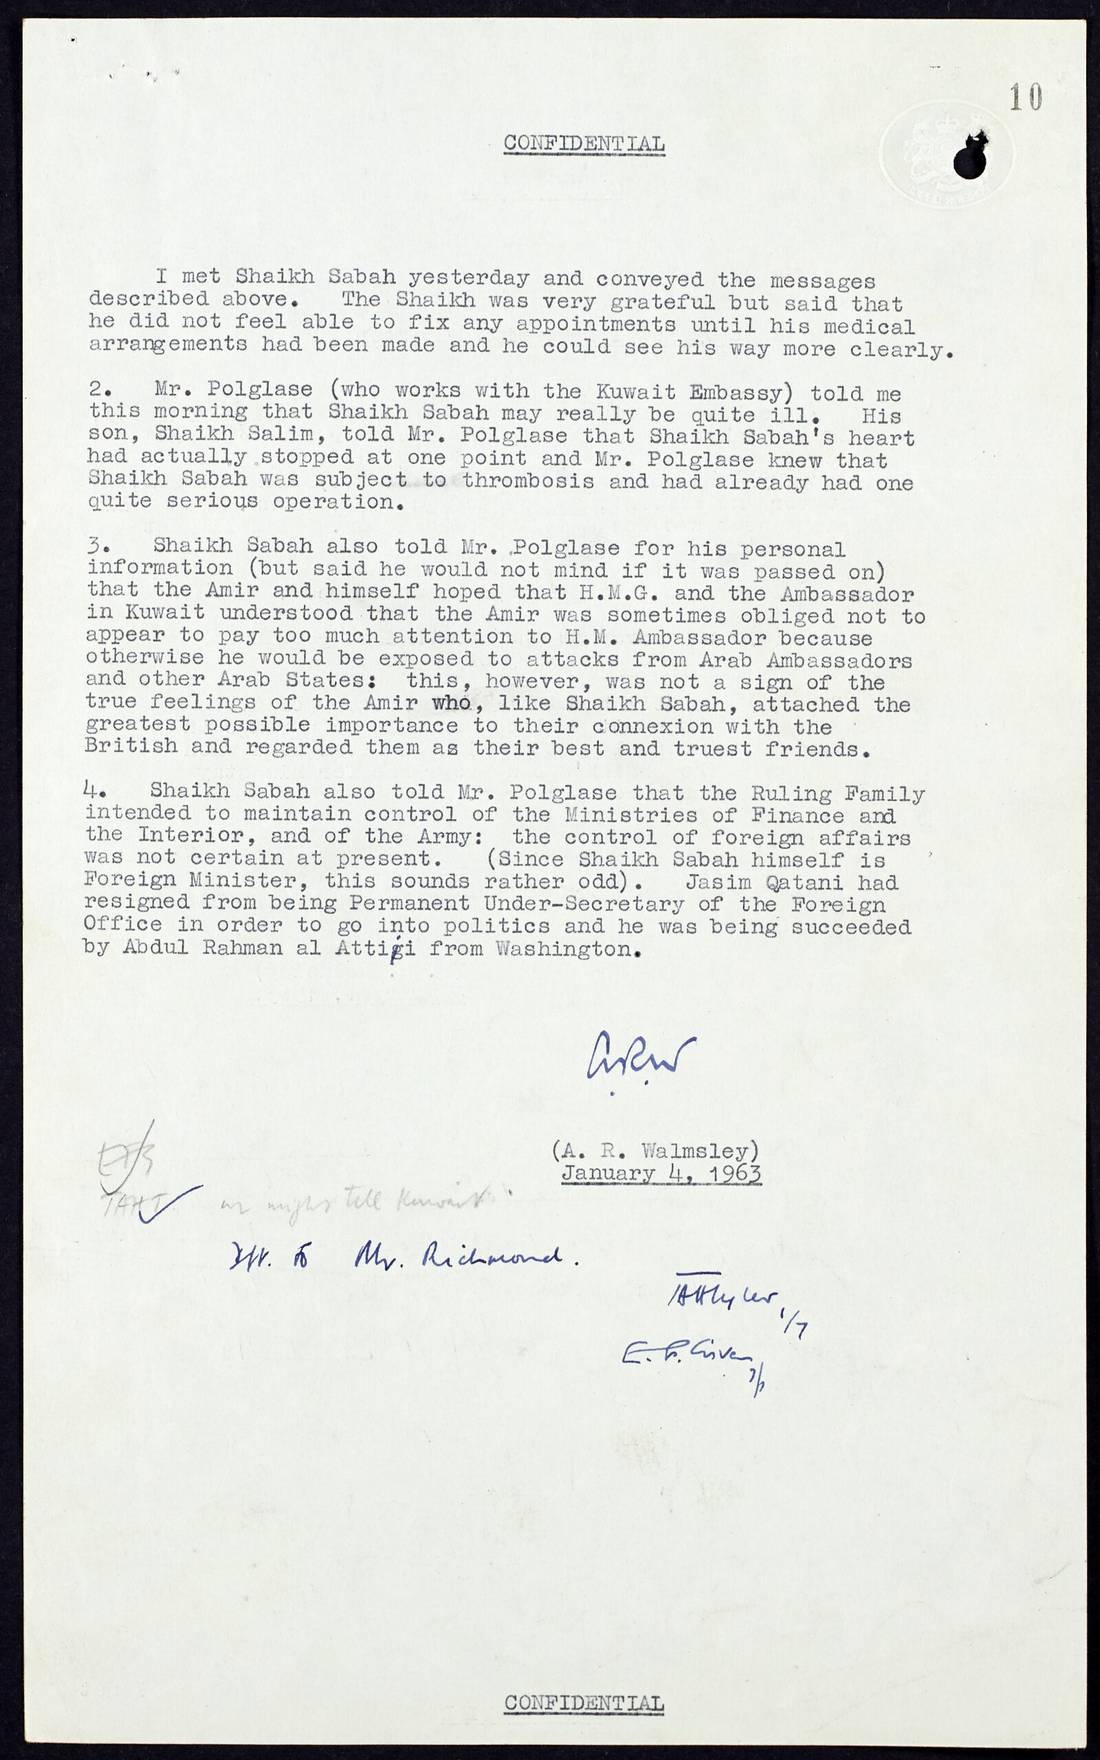 10
CONFIDENTIAL
I met Shaikh Sabah yesterday and conveyed the messages
described above. The Shaikh was very grateful but said that
he did not feel able to fix any appointments until his medical
arrangements had been made and he could see his way more clearly.
2. Mr. Polglase (who works with the Kuwait Embassy) told me
this morning that Shaikh Sabah may really be quite ill. His
son, Shaikh Salim, told Mr. Polglase that Shaikh Sabah's heart
had actually stopped at one point and Mr. Polglase knew that
Shaikh Sabah was subject to thrombosis and had already had one
quite serious operation.
3. Shaikh Sabah also told Mr. Polglase for his personal
information (but said he would not mind if it was passed on)
that the Amir and himself hoped that H.M.G. and the Ambassador
in Kuwait understood that the Amir was sometimes obliged not to
appear to pay too much attention to H.M. Ambassador because
otherwise he would be exposed to attacks from Arab Ambassadors
and other Arab States: this, however, was not a sign of the
true feelings of the Amir who, like Shaikh Sabah, attached the
greatest possible importance to their connexion with the
British and regarded them as their best and truest friends.
4. Shaikh Sabah also told Mr. Polglase that the Ruling Family
intended to maintain control of the Ministries of Finance and
the Interior, and of the Army: the control of foreign affairs
was not certain at present. (Since Shaikh Sabah himself is
Foreign Minister, this sounds rather odd). Jasim Qatani had
resigned from being Permanent Under-Secretary of the Foreign
Office in order to go into politics and he was being succeeded
by Abdul Rahman al Attigi from Washington.
ARW
(A. R. Walmsley)
January 4, 1963
we might tell Kuwait
to Mr. Richmond.
1/7
CONFIDENTIAL